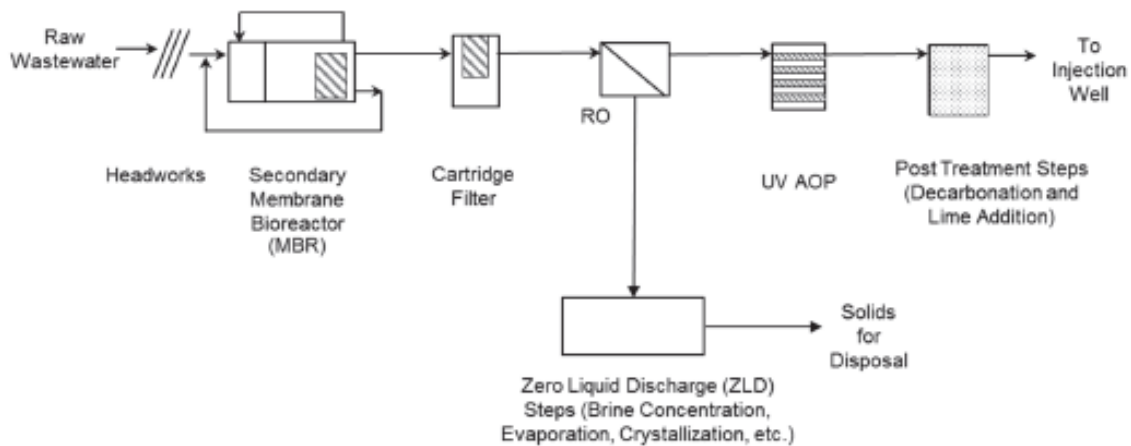 Raw
Wastewater
To
Injection
Well
RO
Headworks
Secondary
Membrane
Bioreactor
(MBR)
Cartridge
Filter
UV AOP
Post Treatment Steps
(Decarbonation and
Lime Addition)
Solids
for
Disposal
Zero Liquid Discharge (ZLD)
Steps (Brine Concentration,
Evaporation, Crystallization, etc.)